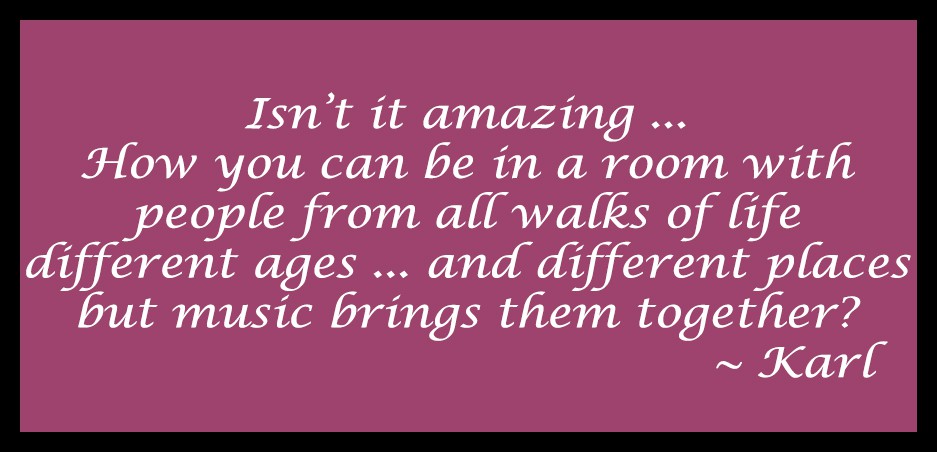 Isn't it amazing ...
How you can be in a room with
people from all walks of life
different ages ... and different places
but music brings them together?
~ Karl